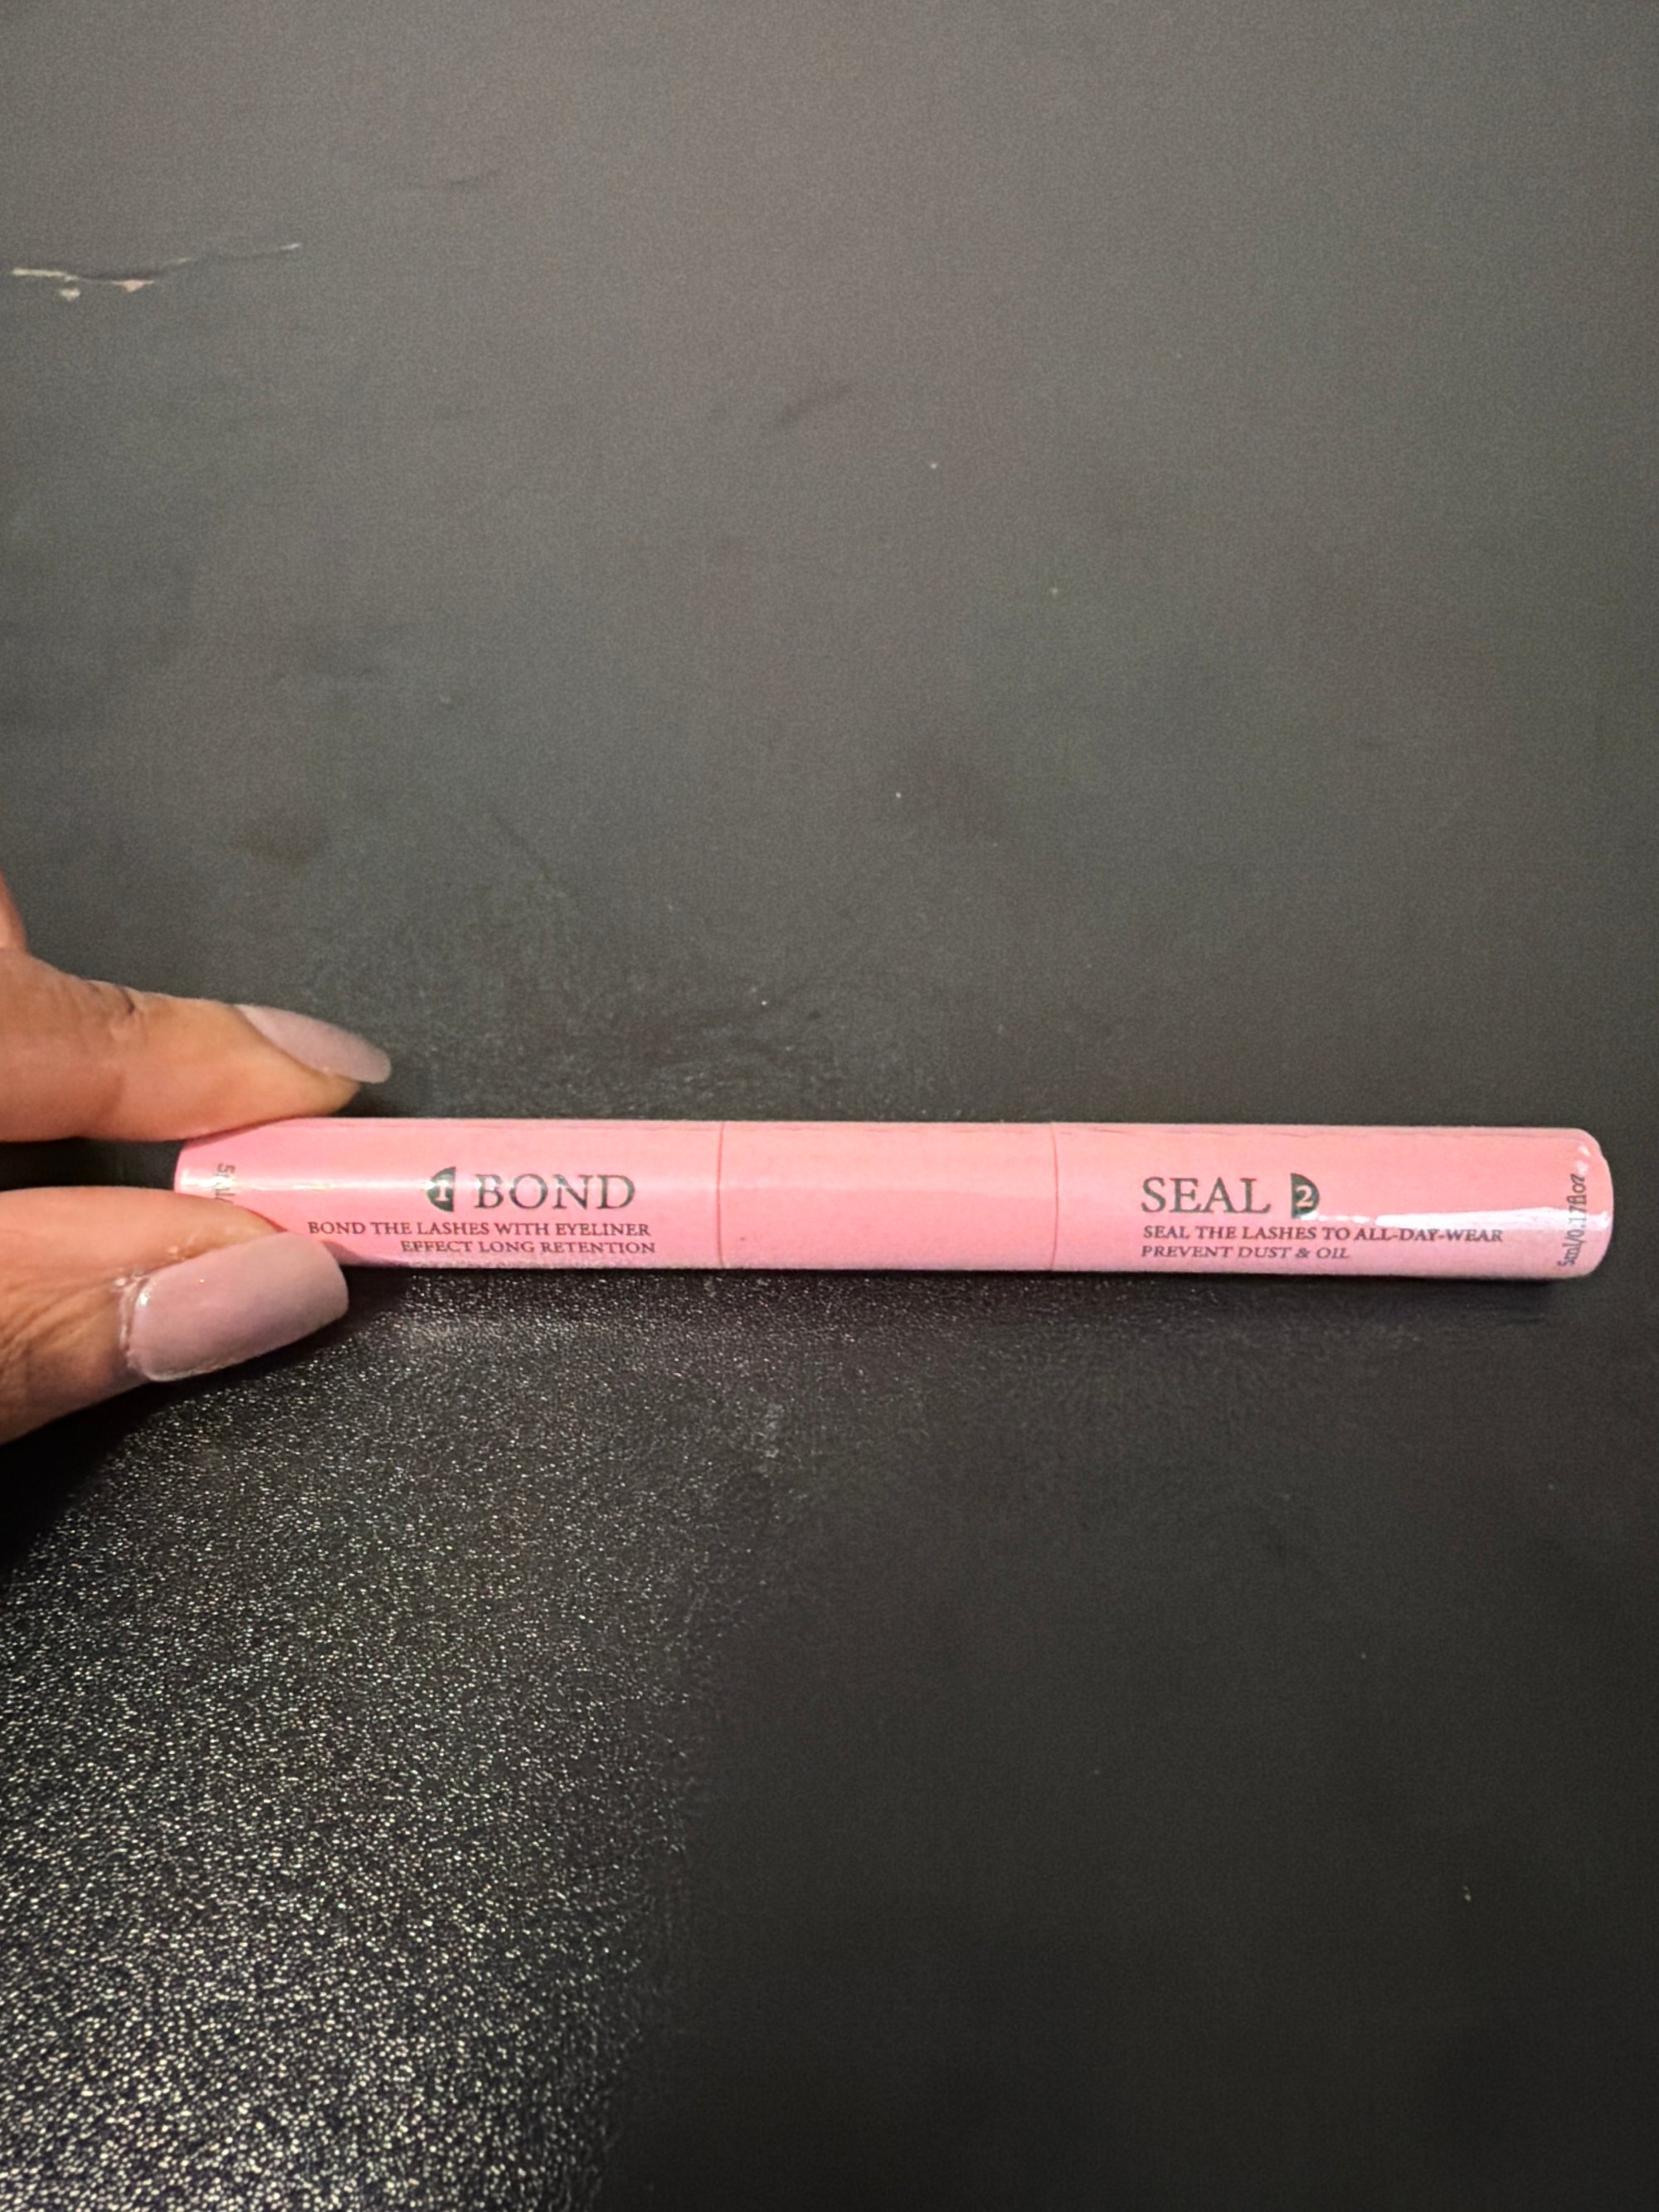 1 BOND
BOND THE LASHES WITH EYELINER
EFFECT LONG RETENTION
SEAL 2
SEAL THE LASHES TO ALL-DAY-WEAR
PREVENT DUST & OIL
5ml/0.17floz